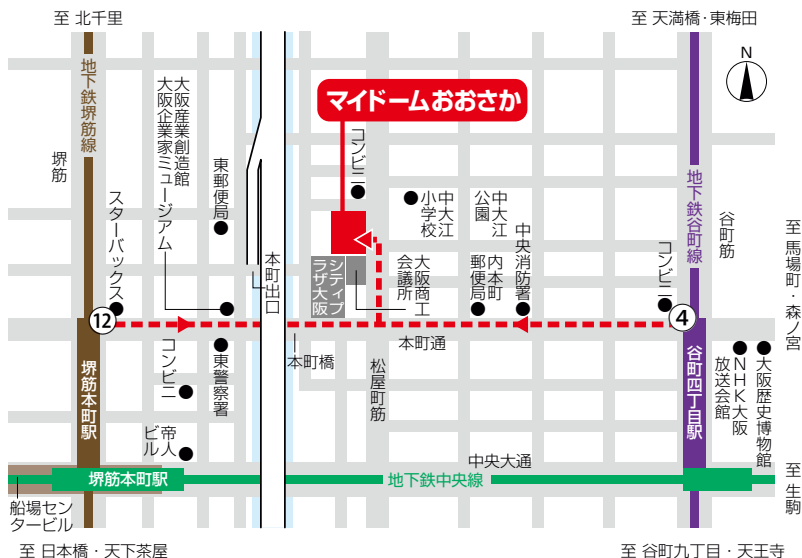 至 北千里
至 天満橋・東梅田
N
地下鉄堺筋線
マイドームおおさか
堺筋
大阪産業創造館
大阪企業家ミュージアム
東郵便局
コンビニ
中大江
小学校
中大江
公園
中央消防署
内本町
郵便局
大阪商工
会議所
シティプ
ラザ大阪
地下鉄谷町線
谷町筋
至 馬場町・森ノ宮
スターバックス
本町出口
コンビニ
⑫
④
本町橋
本町通
松屋町筋
堺筋本町駅
コンビニ
東警察署
帝人
ビル
谷町四丁目駅
NHK大阪
放送会館
大阪歴史博物館
中央大通
堺筋本町駅
地下鉄中央線
至 生駒
船場セン
タービル
至 日本橋・天下茶屋
至 谷町九丁目・天王寺